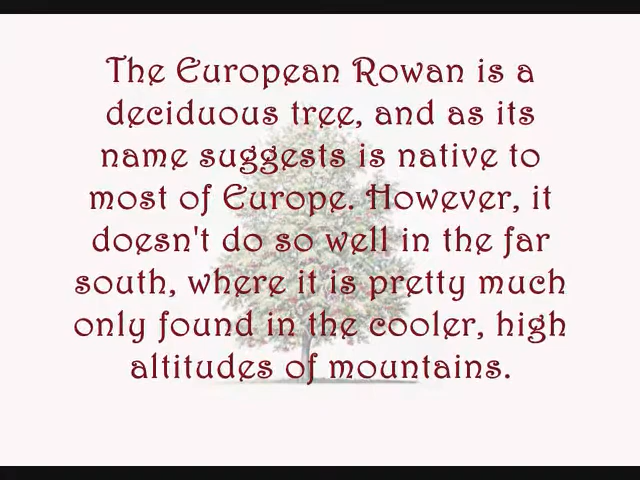 The European Rowan is a
deciduous tree, and as its
name suggests is native to
most of Europe. However, it
doesn't do so well in the far
south, where it is pretty much
only found in the cooler, high
altitudes of mountains.